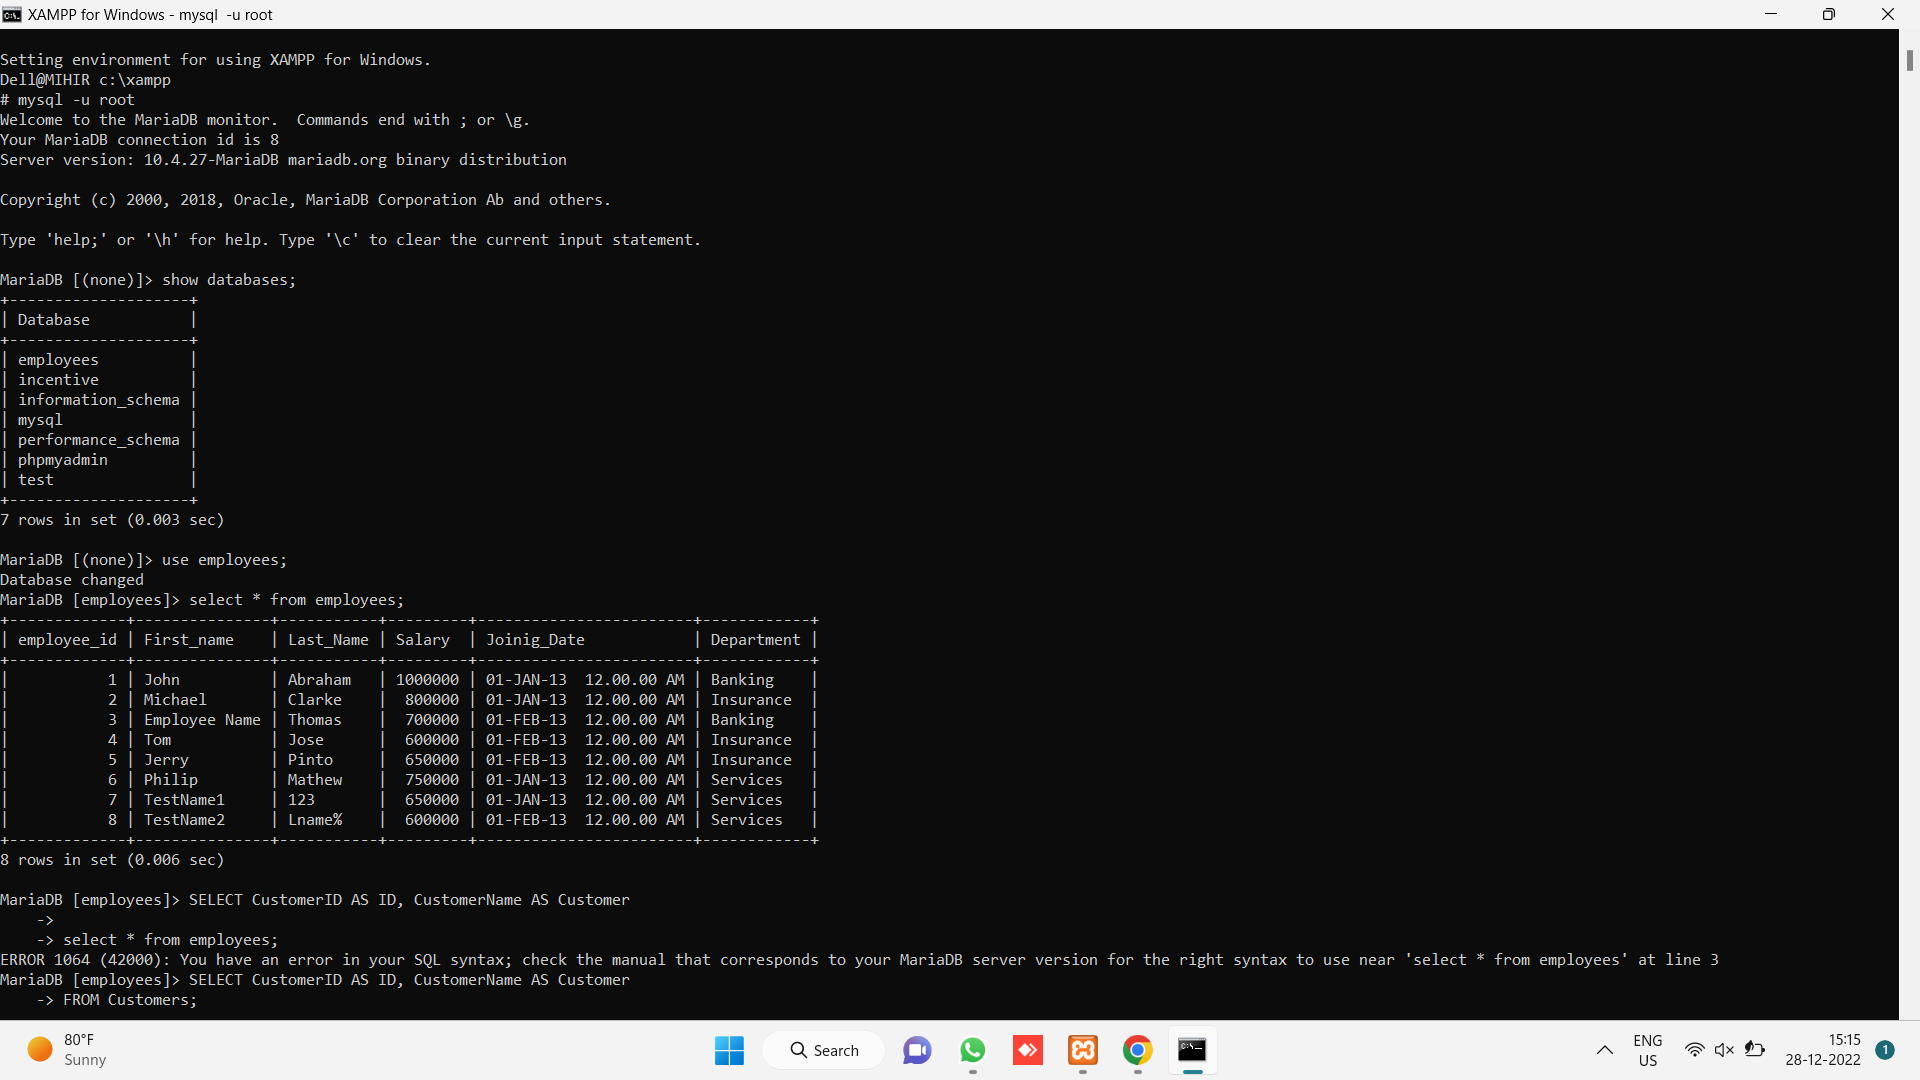 XAMPP for Windows - mysql  -u root
Setting environment for using XAMPP for Windows.
Dell@MIHIR c:\xampp
# mysql -u root
Welcome to the MariaDB monitor.  Commands end with ; or \g.
Your MariaDB connection id is 8
Server version: 10.4.27-MariaDB mariadb.org binary distribution
Copyright (c) 2000, 2018, Oracle, MariaDB Corporation Ab and others.
Type 'help;' or '\h' for help. Type '\c' to clear the current input statement.
MariaDB [(none)]> show databases;
+--------------------+
| Database           |
+--------------------+
| employees          |
| incentive          |
| information_schema |
| mysql              |
| performance_schema |
| phpmyadmin         |
| test               |
+--------------------+
7 rows in set (0.003 sec)
MariaDB [(none)]> use employees;
Database changed
MariaDB [employees]> select * from employees;
+-------------+---------------+-----------+---------+------------------------+------------+
| employee_id | First_name    | Last_Name | Salary  | Joinig_Date            | Department |
+-------------+---------------+-----------+---------+------------------------+------------+
|           1 | John          | Abraham   | 1000000 | 01-JAN-13  12.00.00 AM | Banking    |
|           2 | Michael       | Clarke    |  800000 | 01-JAN-13  12.00.00 AM | Insurance  |
|           3 | Employee Name | Thomas    |  700000 | 01-FEB-13  12.00.00 AM | Banking    |
|           4 | Tom           | Jose      |  600000 | 01-FEB-13  12.00.00 AM | Insurance  |
|           5 | Jerry         | Pinto     |  650000 | 01-FEB-13  12.00.00 AM | Insurance  |
|           6 | Philip        | Mathew    |  750000 | 01-JAN-13  12.00.00 AM | Services   |
|           7 | TestName1     | 123       |  650000 | 01-JAN-13  12.00.00 AM | Services   |
|           8 | TestName2     | Lname%    |  600000 | 01-FEB-13  12.00.00 AM | Services   |
+-------------+---------------+-----------+---------+------------------------+------------+
8 rows in set (0.006 sec)
MariaDB [employees]> SELECT CustomerID AS ID, CustomerName AS Customer
    ->
    -> select * from employees;
ERROR 1064 (42000): You have an error in your SQL syntax; check the manual that corresponds to your MariaDB server version for the right syntax to use near 'select * from employees' at line 3
MariaDB [employees]> SELECT CustomerID AS ID, CustomerName AS Customer
    -> FROM Customers;
80°F
Sunny
Search
ENG
US
15:15
28-12-2022
1